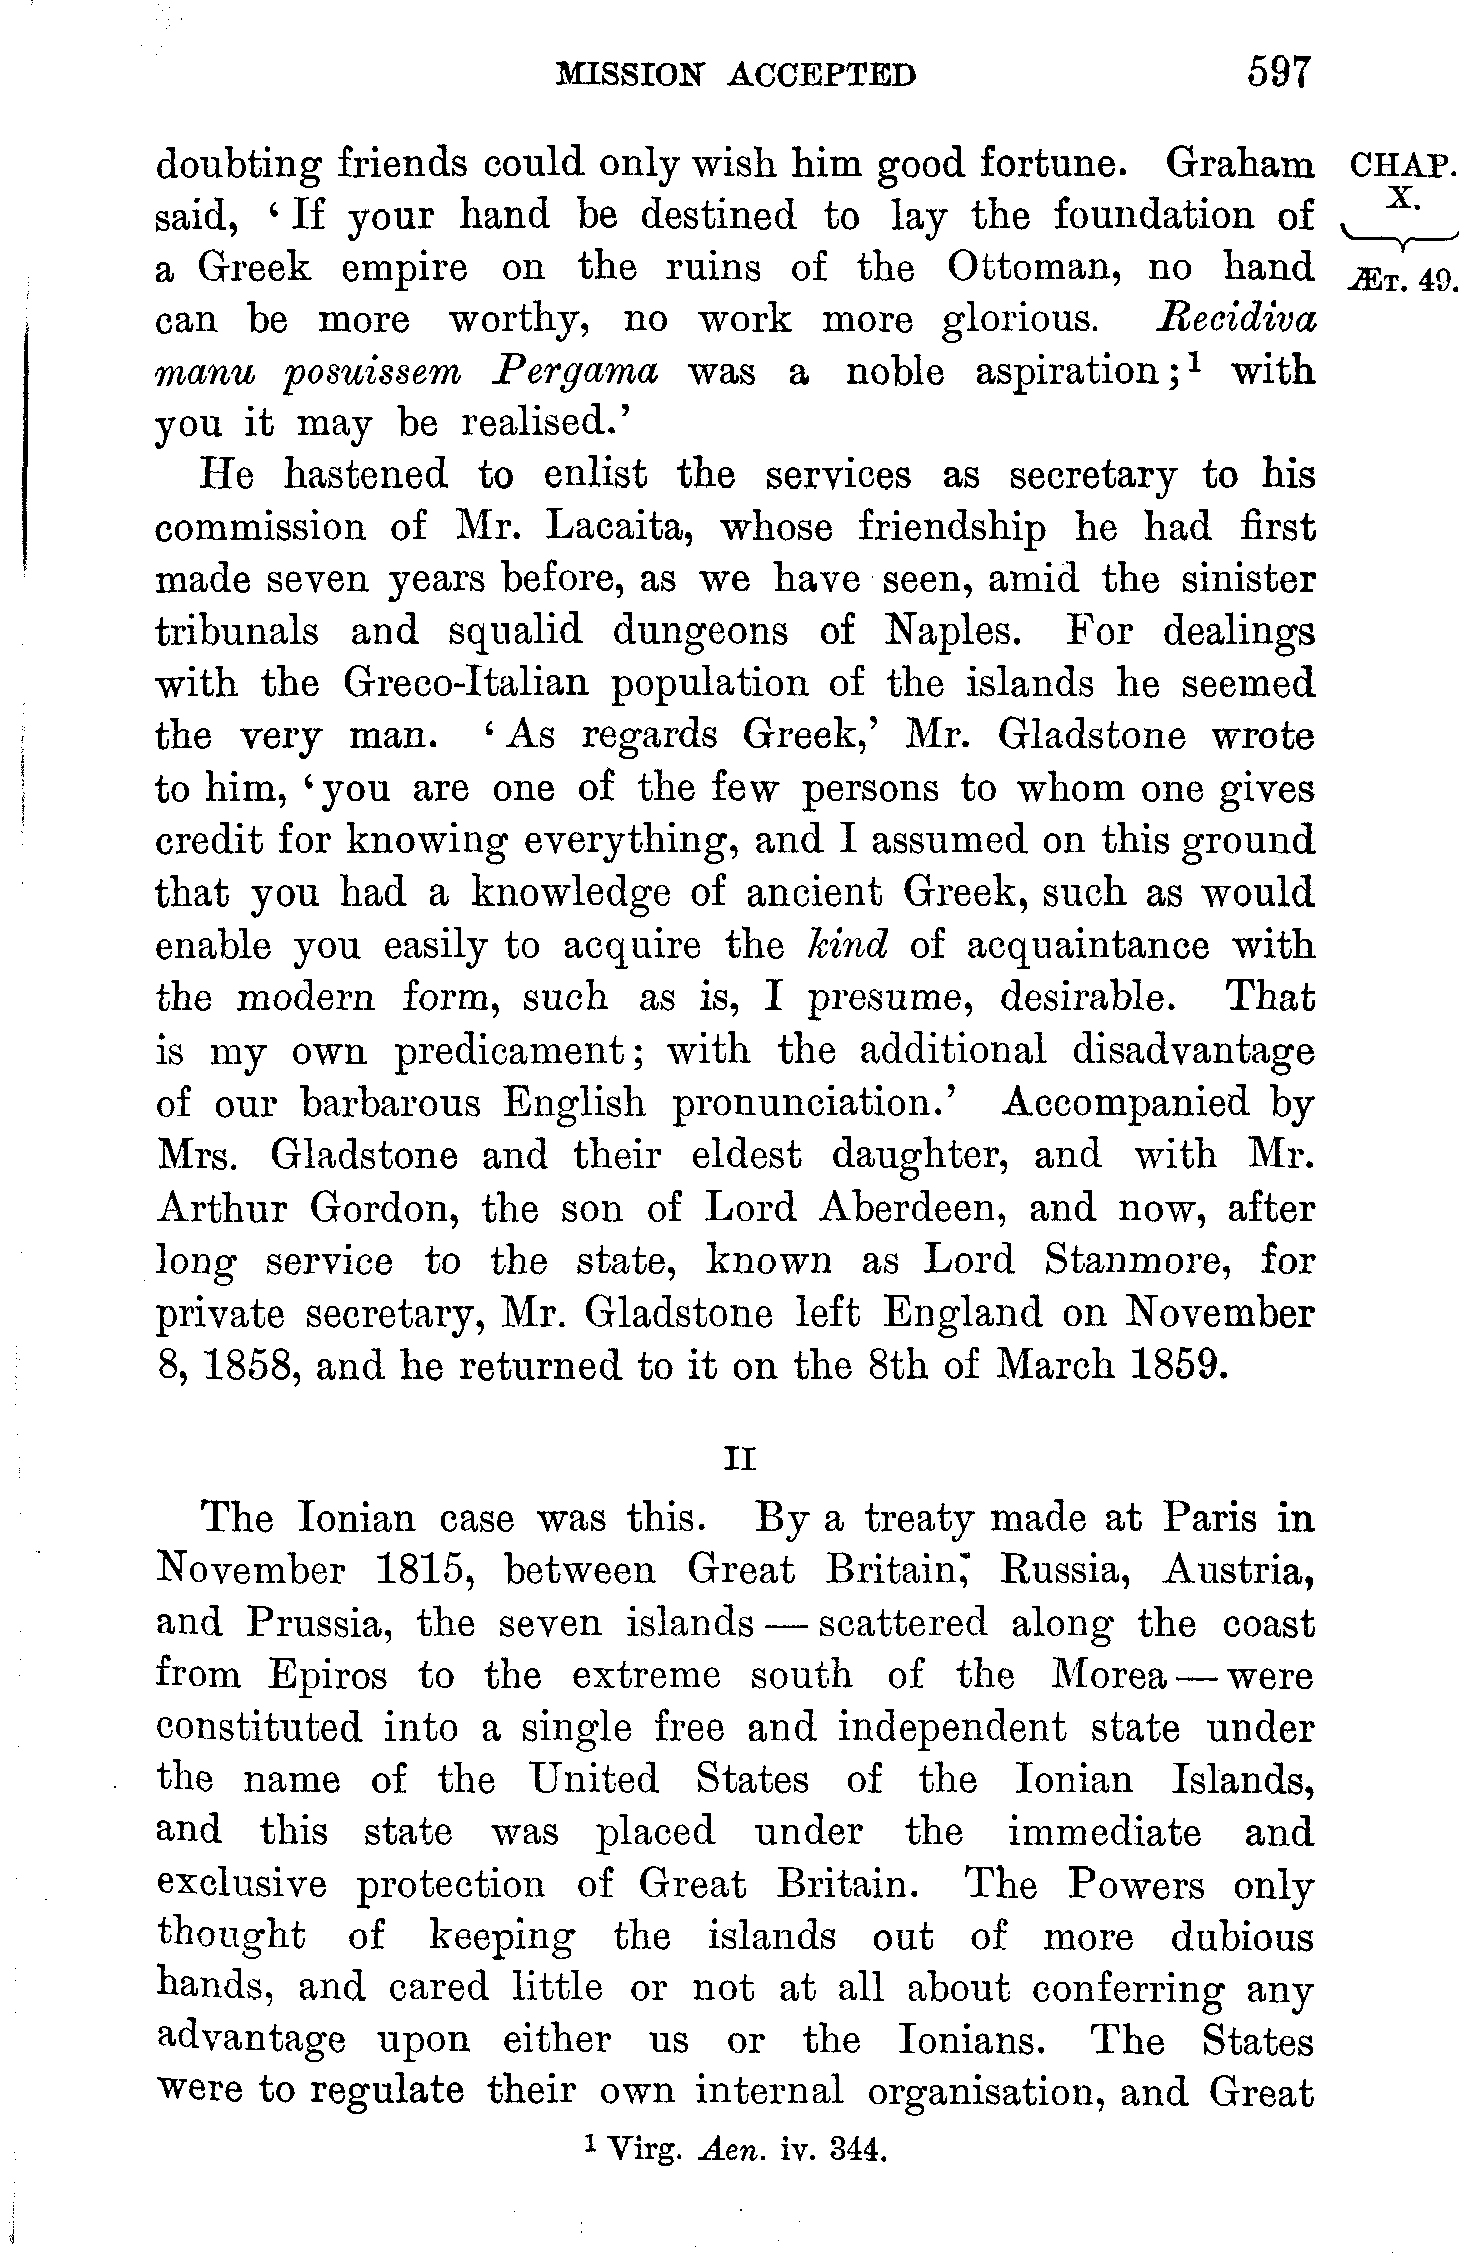 MISSION ACCEPTED 597
doubting friends could only wish him good fortune. Graham
said, ‘If your hand be destined to lay the foundation of
a Greek empire on the ruins of the Ottoman, no hand
can be more worthy, no work more glorious. Recidiva
manu posuissem Pergama was a noble aspiration;¹ with
you it may be realised.’
He hastened to enlist the services as secretary to his
commission of Mr. Lacaita, whose friendship he had first
made seven years before, as we have seen, amid the sinister
tribunals and squalid dungeons of Naples. For dealings
with the Greco-Italian population of the islands he seemed
the very man. ‘As regards Greek,’ Mr. Gladstone wrote
to him, ‘you are one of the few persons to whom one gives
credit for knowing everything, and I assumed on this ground
that you had a knowledge of ancient Greek, such as would
enable you easily to acquire the kind of acquaintance with
the modern form, such as is, I presume, desirable. That
is my own predicament; with the additional disadvantage
of our barbarous English pronunciation.’ Accompanied by
Mrs. Gladstone and their eldest daughter, and with Mr.
Arthur Gordon, the son of Lord Aberdeen, and now, after
long service to the state, known as Lord Stanmore, for
private secretary, Mr. Gladstone left England on November
8, 1858, and he returned to it on the 8th of March 1859.
II
The Ionian case was this. By a treaty made at Paris in
November 1815, between Great Britain, Russia, Austria,
and Prussia, the seven islands — scattered along the coast
from Epiros to the extreme south of the Morea — were
constituted into a single free and independent state under
the name of the United States of the Ionian Islands,
and this state was placed under the immediate and
exclusive protection of Great Britain. The Powers only
thought of keeping the islands out of more dubious
hands, and cared little or not at all about conferring any
advantage upon either us or the Ionians. The States
were to regulate their own internal organisation, and Great
¹ Virg. Aen. iv. 344.
CHAP.
X.
ÆT. 49.